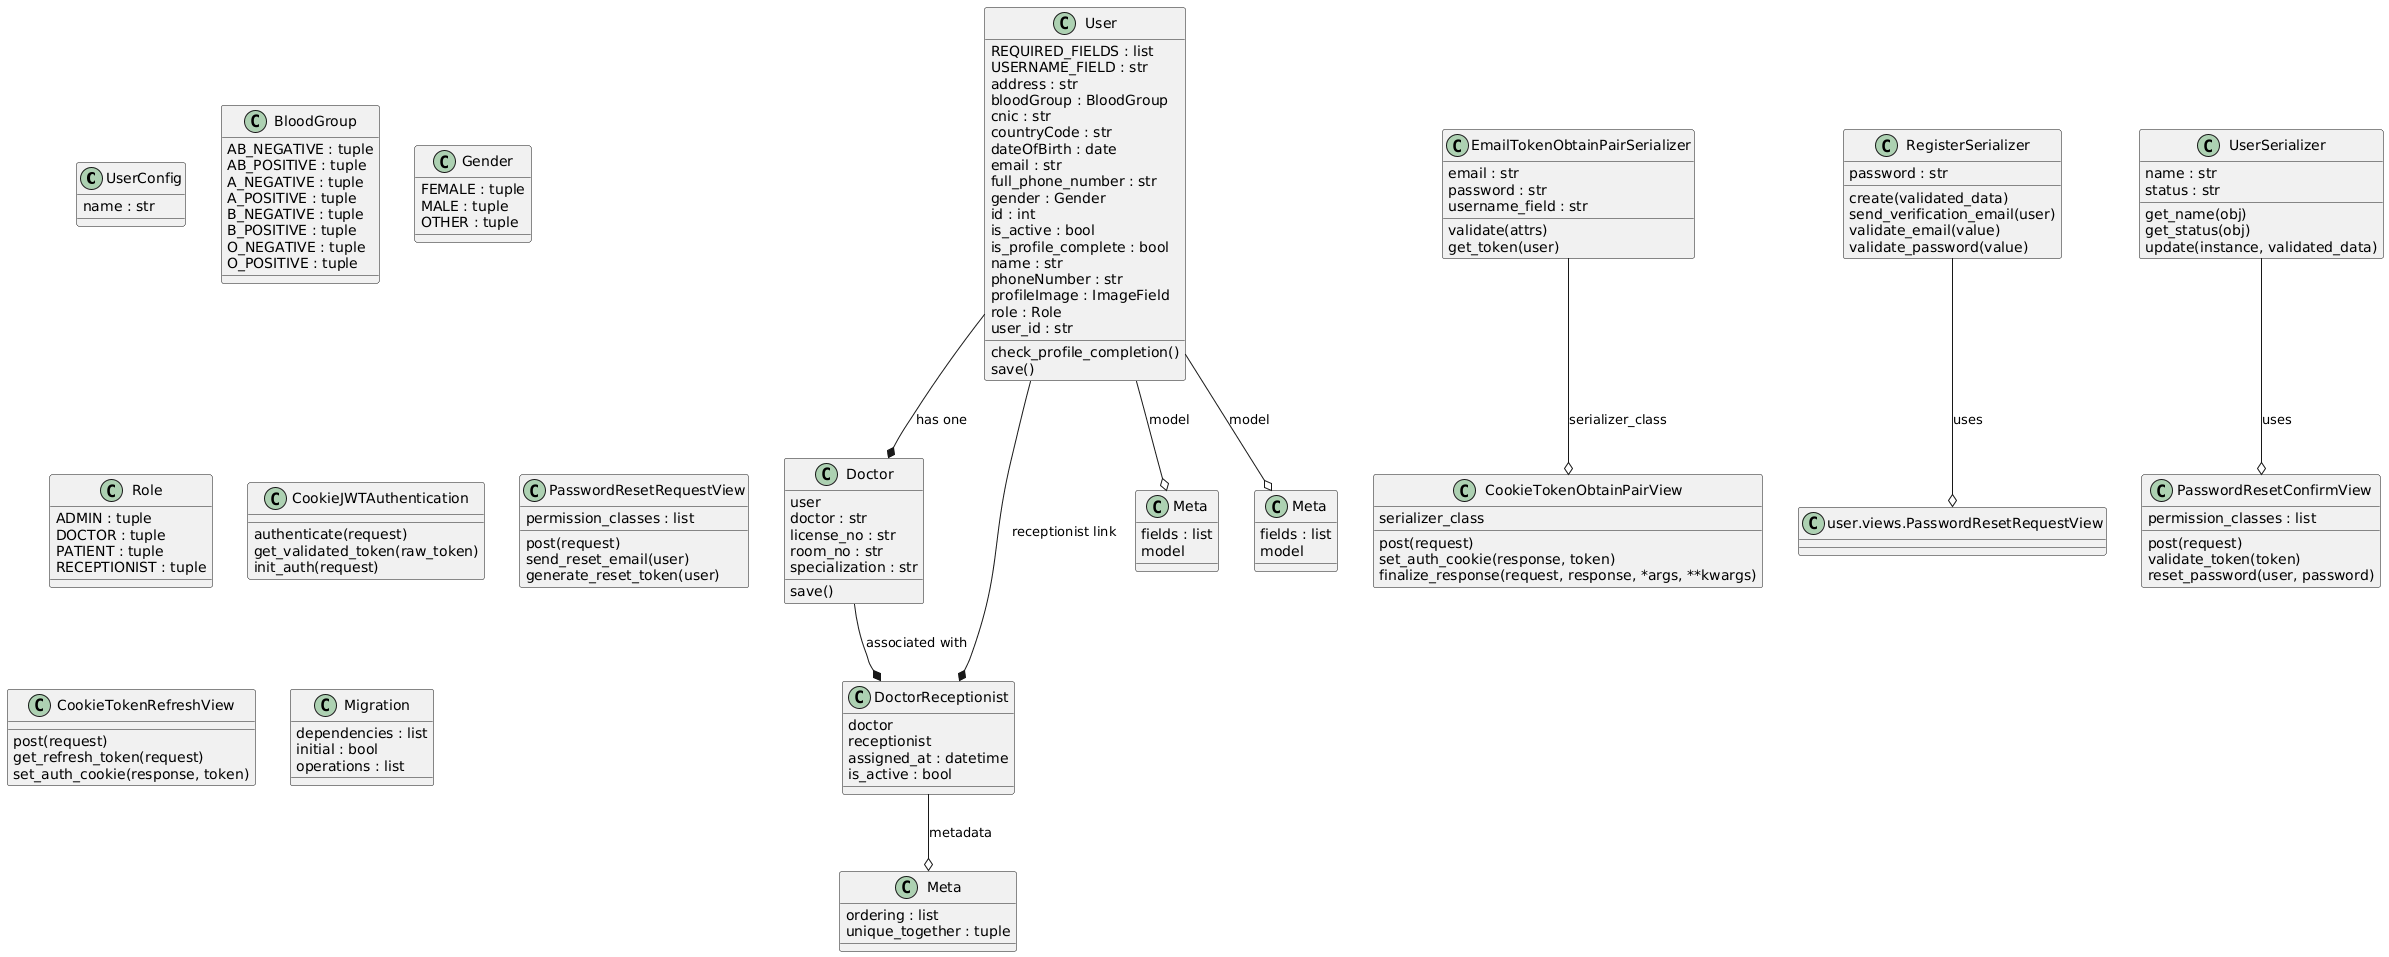 User
REQUIRED_FIELDS : list
USERNAME_FIELD : str
address : str
bloodGroup : BloodGroup
cnic : str
countryCode : str
dateOfBirth : date
email : str
full_phone_number : str
gender : Gender
id : int
is_active : bool
is_profile_complete : bool
name : str
phoneNumber : str
profileImage : ImageField
role : Role
user_id : str
check_profile_completion()
save()
UserConfig
name : str
BloodGroup
AB_NEGATIVE : tuple
AB_POSITIVE : tuple
A_NEGATIVE : tuple
A_POSITIVE : tuple
B_NEGATIVE : tuple
B_POSITIVE : tuple
O_NEGATIVE : tuple
O_POSITIVE : tuple
Gender
FEMALE : tuple
MALE : tuple
OTHER : tuple
EmailTokenObtainPairSerializer
email : str
password : str
username_field : str
validate(attrs)
get_token(user)
RegisterSerializer
password : str
create(validated_data)
send_verification_email(user)
validate_email(value)
validate_password(value)
UserSerializer
name : str
status : str
get_name(obj)
get_status(obj)
update(instance, validated_data)
has one
model
model
serializer_class
uses
uses
Role
ADMIN : tuple
DOCTOR : tuple
PATIENT : tuple
RECEPTIONIST : tuple
CookieJWTAuthentication
authenticate(request)
get_validated_token(raw_token)
init_auth(request)
PasswordResetRequestView
permission_classes : list
post(request)
send_reset_email(user)
generate_reset_token(user)
Doctor
user
doctor : str
license_no : str
room_no : str
specialization : str
save()
receptionist link
Meta
fields : list
model
Meta
fields : list
model
CookieTokenObtainPairView
serializer_class
post(request)
set_auth_cookie(response, token)
finalize_response(request, response, *args, **kwargs)
user.views.PasswordResetRequestView
PasswordResetConfirmView
permission_classes : list
post(request)
validate_token(token)
reset_password(user, password)
associated with
CookieTokenRefreshView
post(request)
get_refresh_token(request)
set_auth_cookie(response, token)
Migration
dependencies : list
initial : bool
operations : list
DoctorReceptionist
doctor
receptionist
assigned_at : datetime
is_active : bool
metadata
Meta
ordering : list
unique_together : tuple